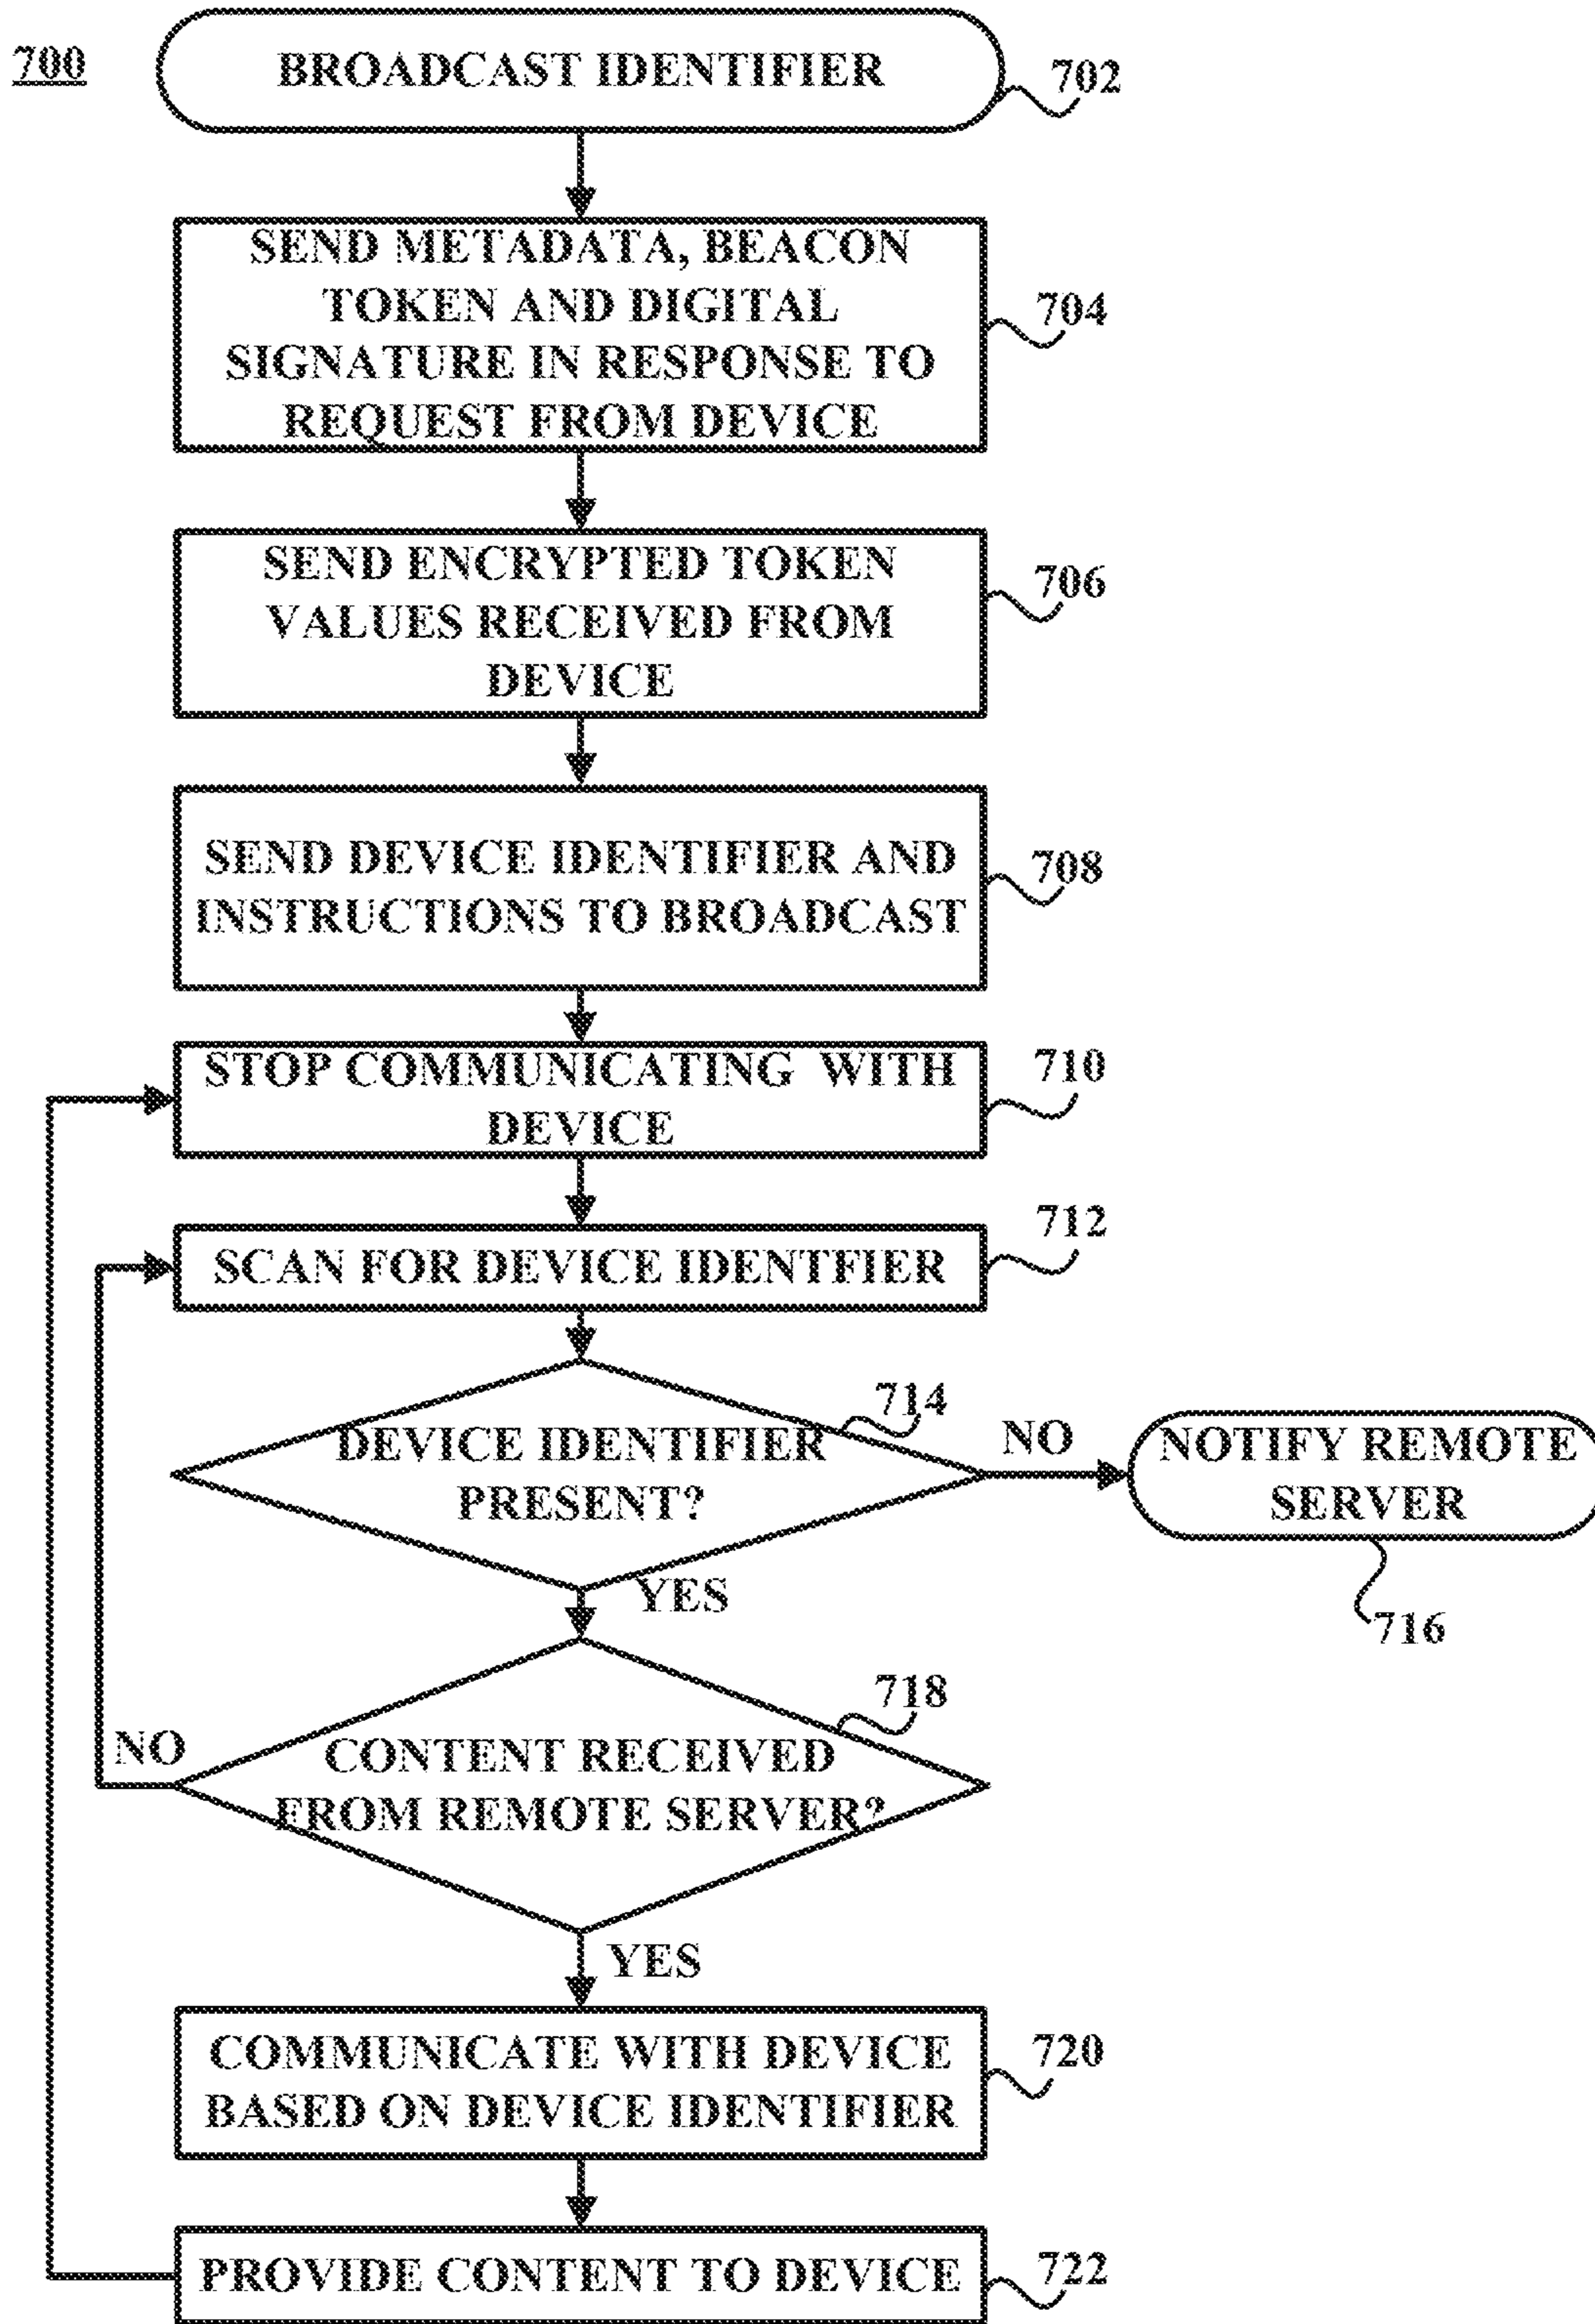 700
BROADCAST IDENTIFIER
702
SEND METADATA, BEACON
TOKEN AND DIGITAL
SIGNATURE IN RESPONSE TO
REQUEST FROM DEVICE
704
SEND ENCRYPTED TOKEN
VALUES RECEIVED FROM
DEVICE
706
SEND DEVICE IDENTIFIER AND
INSTRUCTIONS TO BROADCAST
708
STOP COMMUNICATING WITH
DEVICE
710
SCAN FOR DEVICE IDENTFIER
712
DEVICE IDENTIFIER
PRESENT?
714
NO
NOTIFY REMOTE
SERVER
716
YES
CONTENT RECEIVED
FROM REMOTE SERVER?
718
NO
YES
COMMUNICATE WITH DEVICE
BASED ON DEVICE IDENTIFIER
720
PROVIDE CONTENT TO DEVICE
722